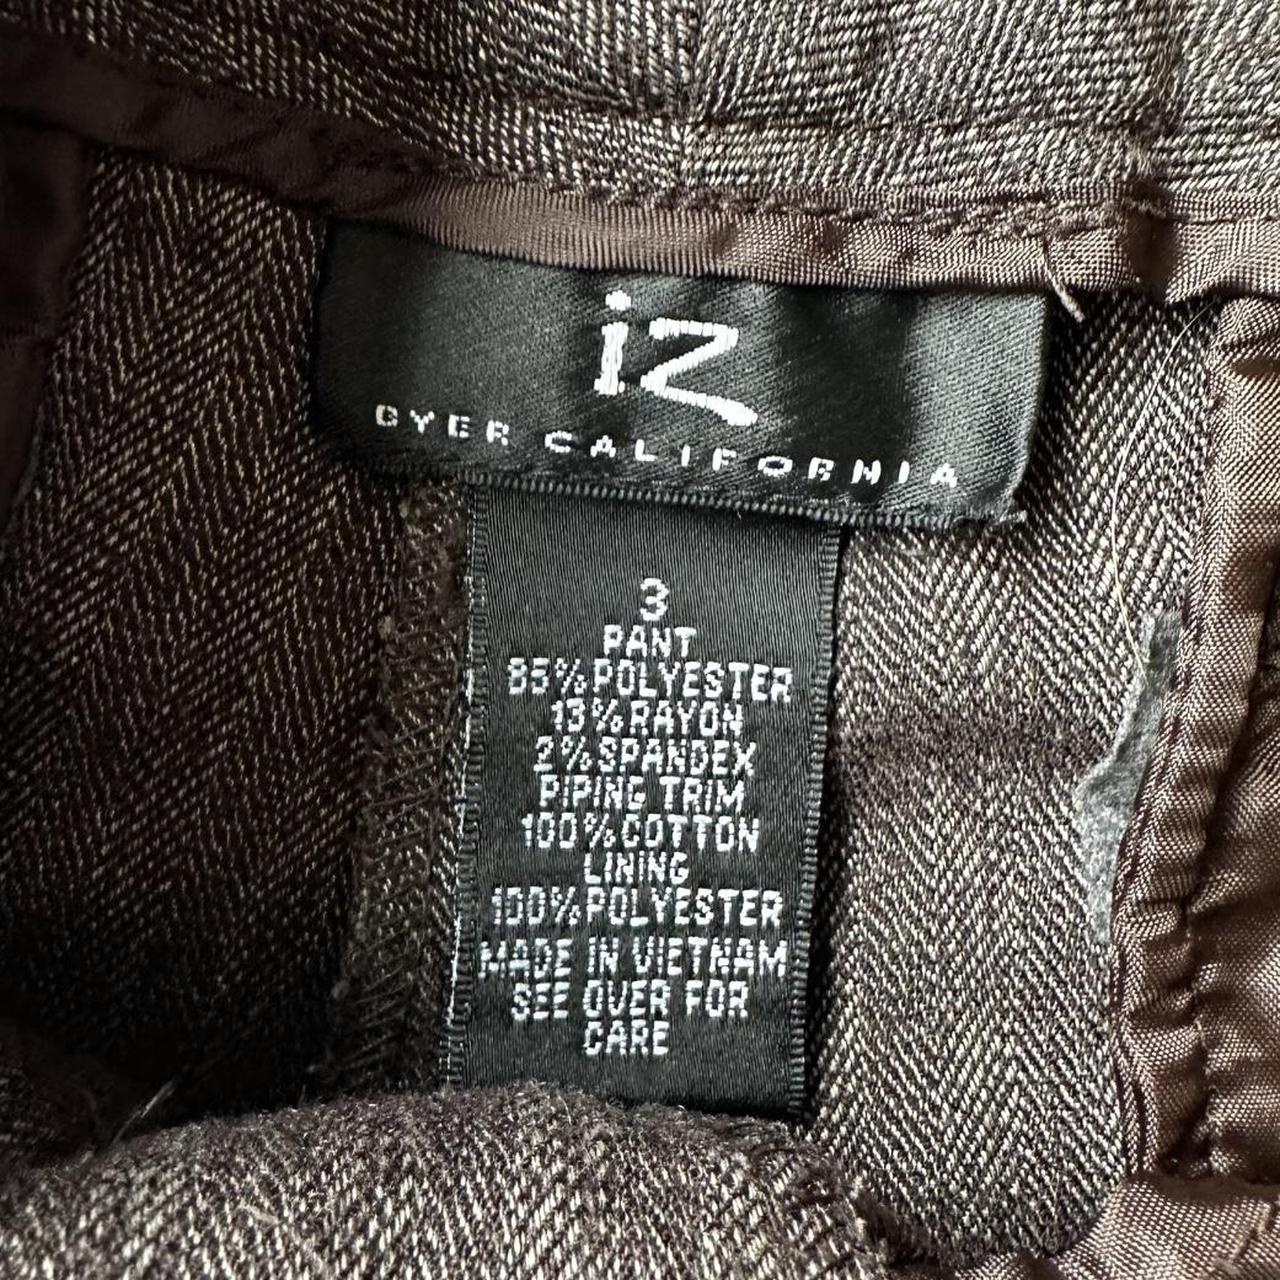 iz
BYER CALIFORNIA
3
PANT
85%POLYESTER
13%RAYON
2%SPANDEX
PIPING TRIM
100%COTTON
LINING
100%POLYESTER
MADE IN VIETNAM
SEE OVER FOR
CARE